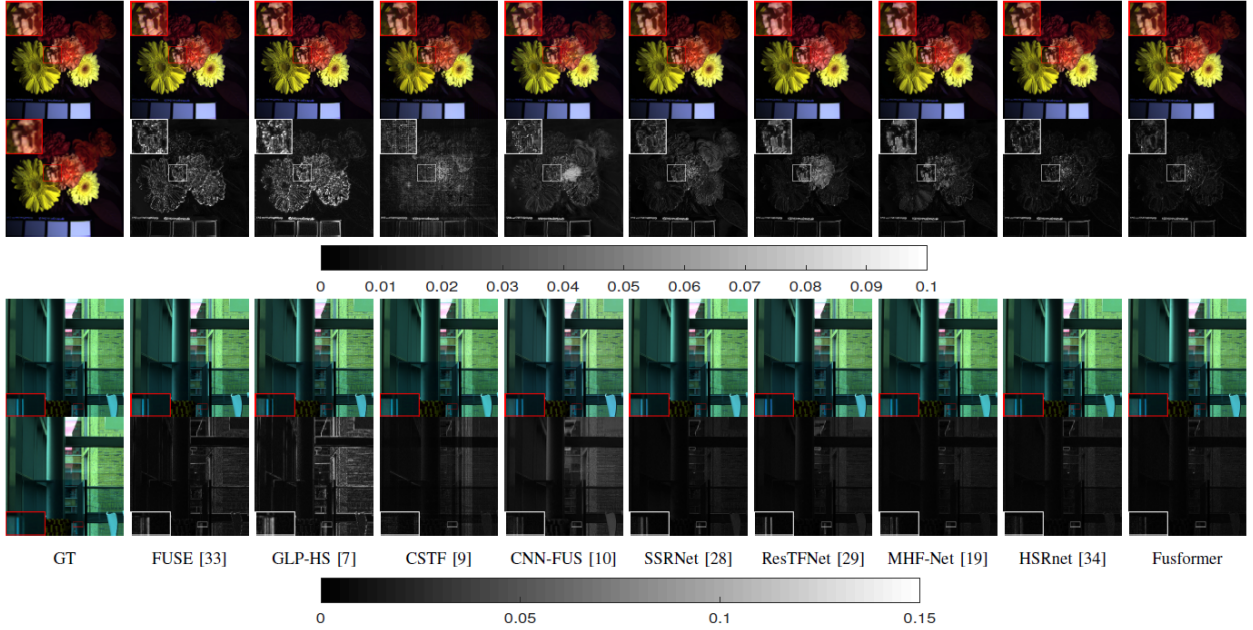 0 0.01 0.02 0.03 0.04 0.05 0.06 0.07 0.08 0.09 0.1
GT FUSE [33] GLP-HS [7] CSTF [9] CNN-FUS [10] SSRNet [28] ResTFNet [29] MHF-Net [19] HSRnet [34] Fusformer
0 0.05 0.1 0.15